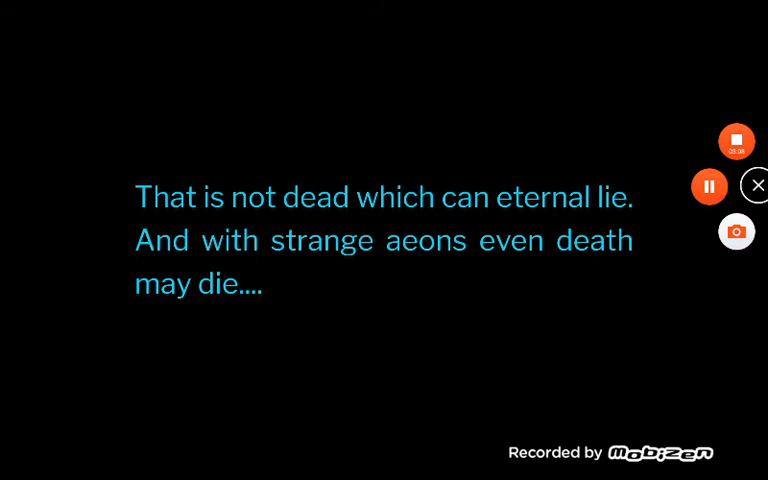 That is not dead which can eternal lie.
And with strange aeons even death
may die....
03:08
Recorded by Mobizen